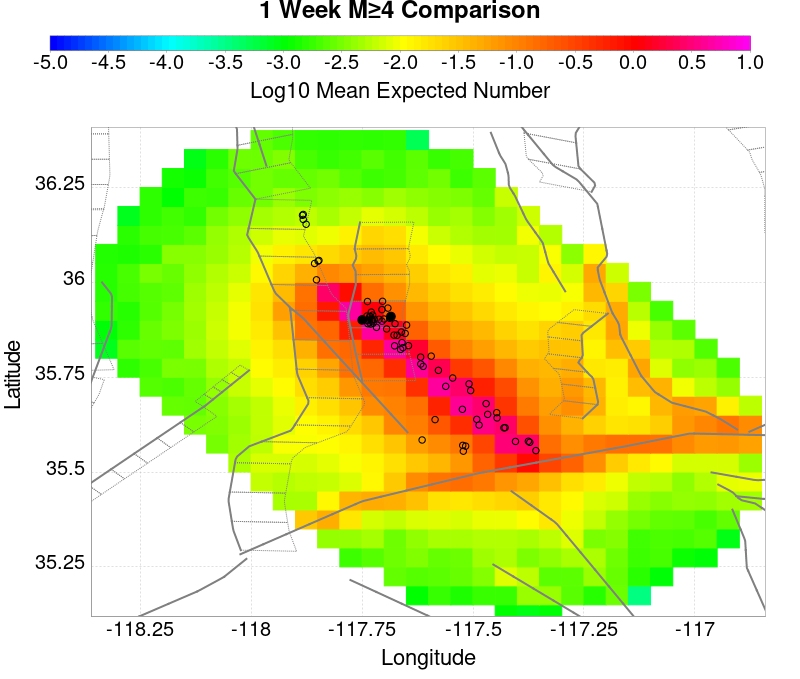 1 Week M≥4 Comparison
-5.0 -4.5 -4.0 -3.5 -3.0 -2.5 -2.0 -1.5 -1.0 -0.5 0.0 0.5 1.0
Log10 Mean Expected Number
36.25
36
35.75
35.5
35.25
Latitude
-118.25 -118 -117.75 -117.5 -117.25 -117
Longitude